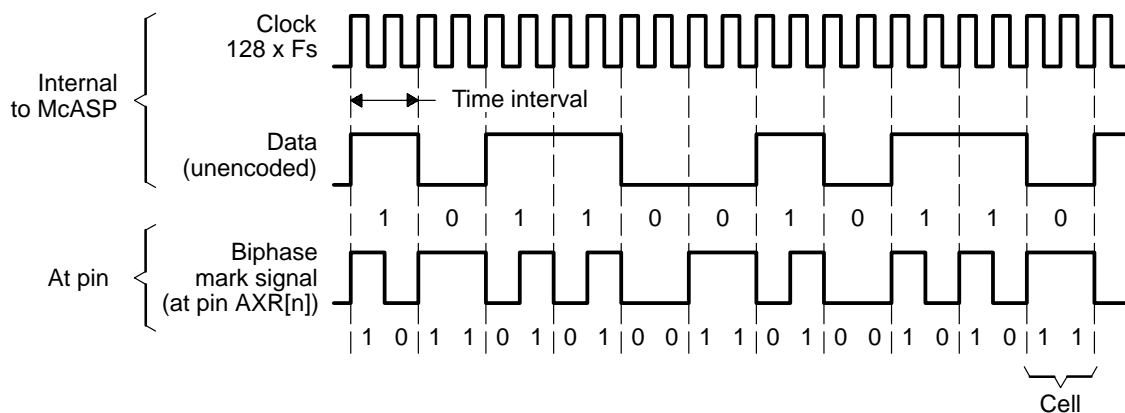 Clock
128 x Fs
Internal
to McASP
Time interval
Data
(unencoded)
1 0 1 1 0 0 1 0 1 1 0
At pin
Biphase
mark signal
(at pin AXR[n])
1 0 1 1 0 1 0 1 0 0 1 1 0 1 0 0 1 0 1 0 1 1
Cell